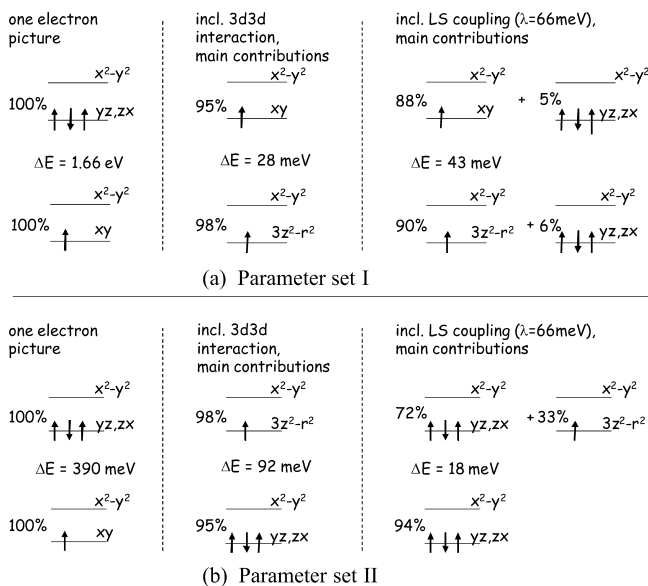 one electron
picture
x²-y²
100% yz,zx
ΔE = 1.66 eV
x²-y²
100% xy
incl. 3d3d
interaction,
main contributions
x²-y²
95% xy
ΔE = 28 meV
x²-y²
98% 3z²-r²
incl. LS coupling (λ=66meV),
main contributions
x²-y² x²-y²
88% xy + 5% yz,zx
ΔE = 43 meV
x²-y² x²-y²
90% 3z²-r² + 6% yz,zx
(a) Parameter set I
one electron
picture
x²-y²
100% yz,zx
ΔE = 390 meV
x²-y²
100% xy
incl. 3d3d
interaction,
main contributions
x²-y²
98% 3z²-r²
ΔE = 92 meV
x²-y²
95% yz,zx
incl. LS coupling (λ=66meV),
main contributions
x²-y² x²-y²
72% yz,zx + 33% 3z²-r²
ΔE = 18 meV
x²-y²
94% yz,zx
(b) Parameter set II